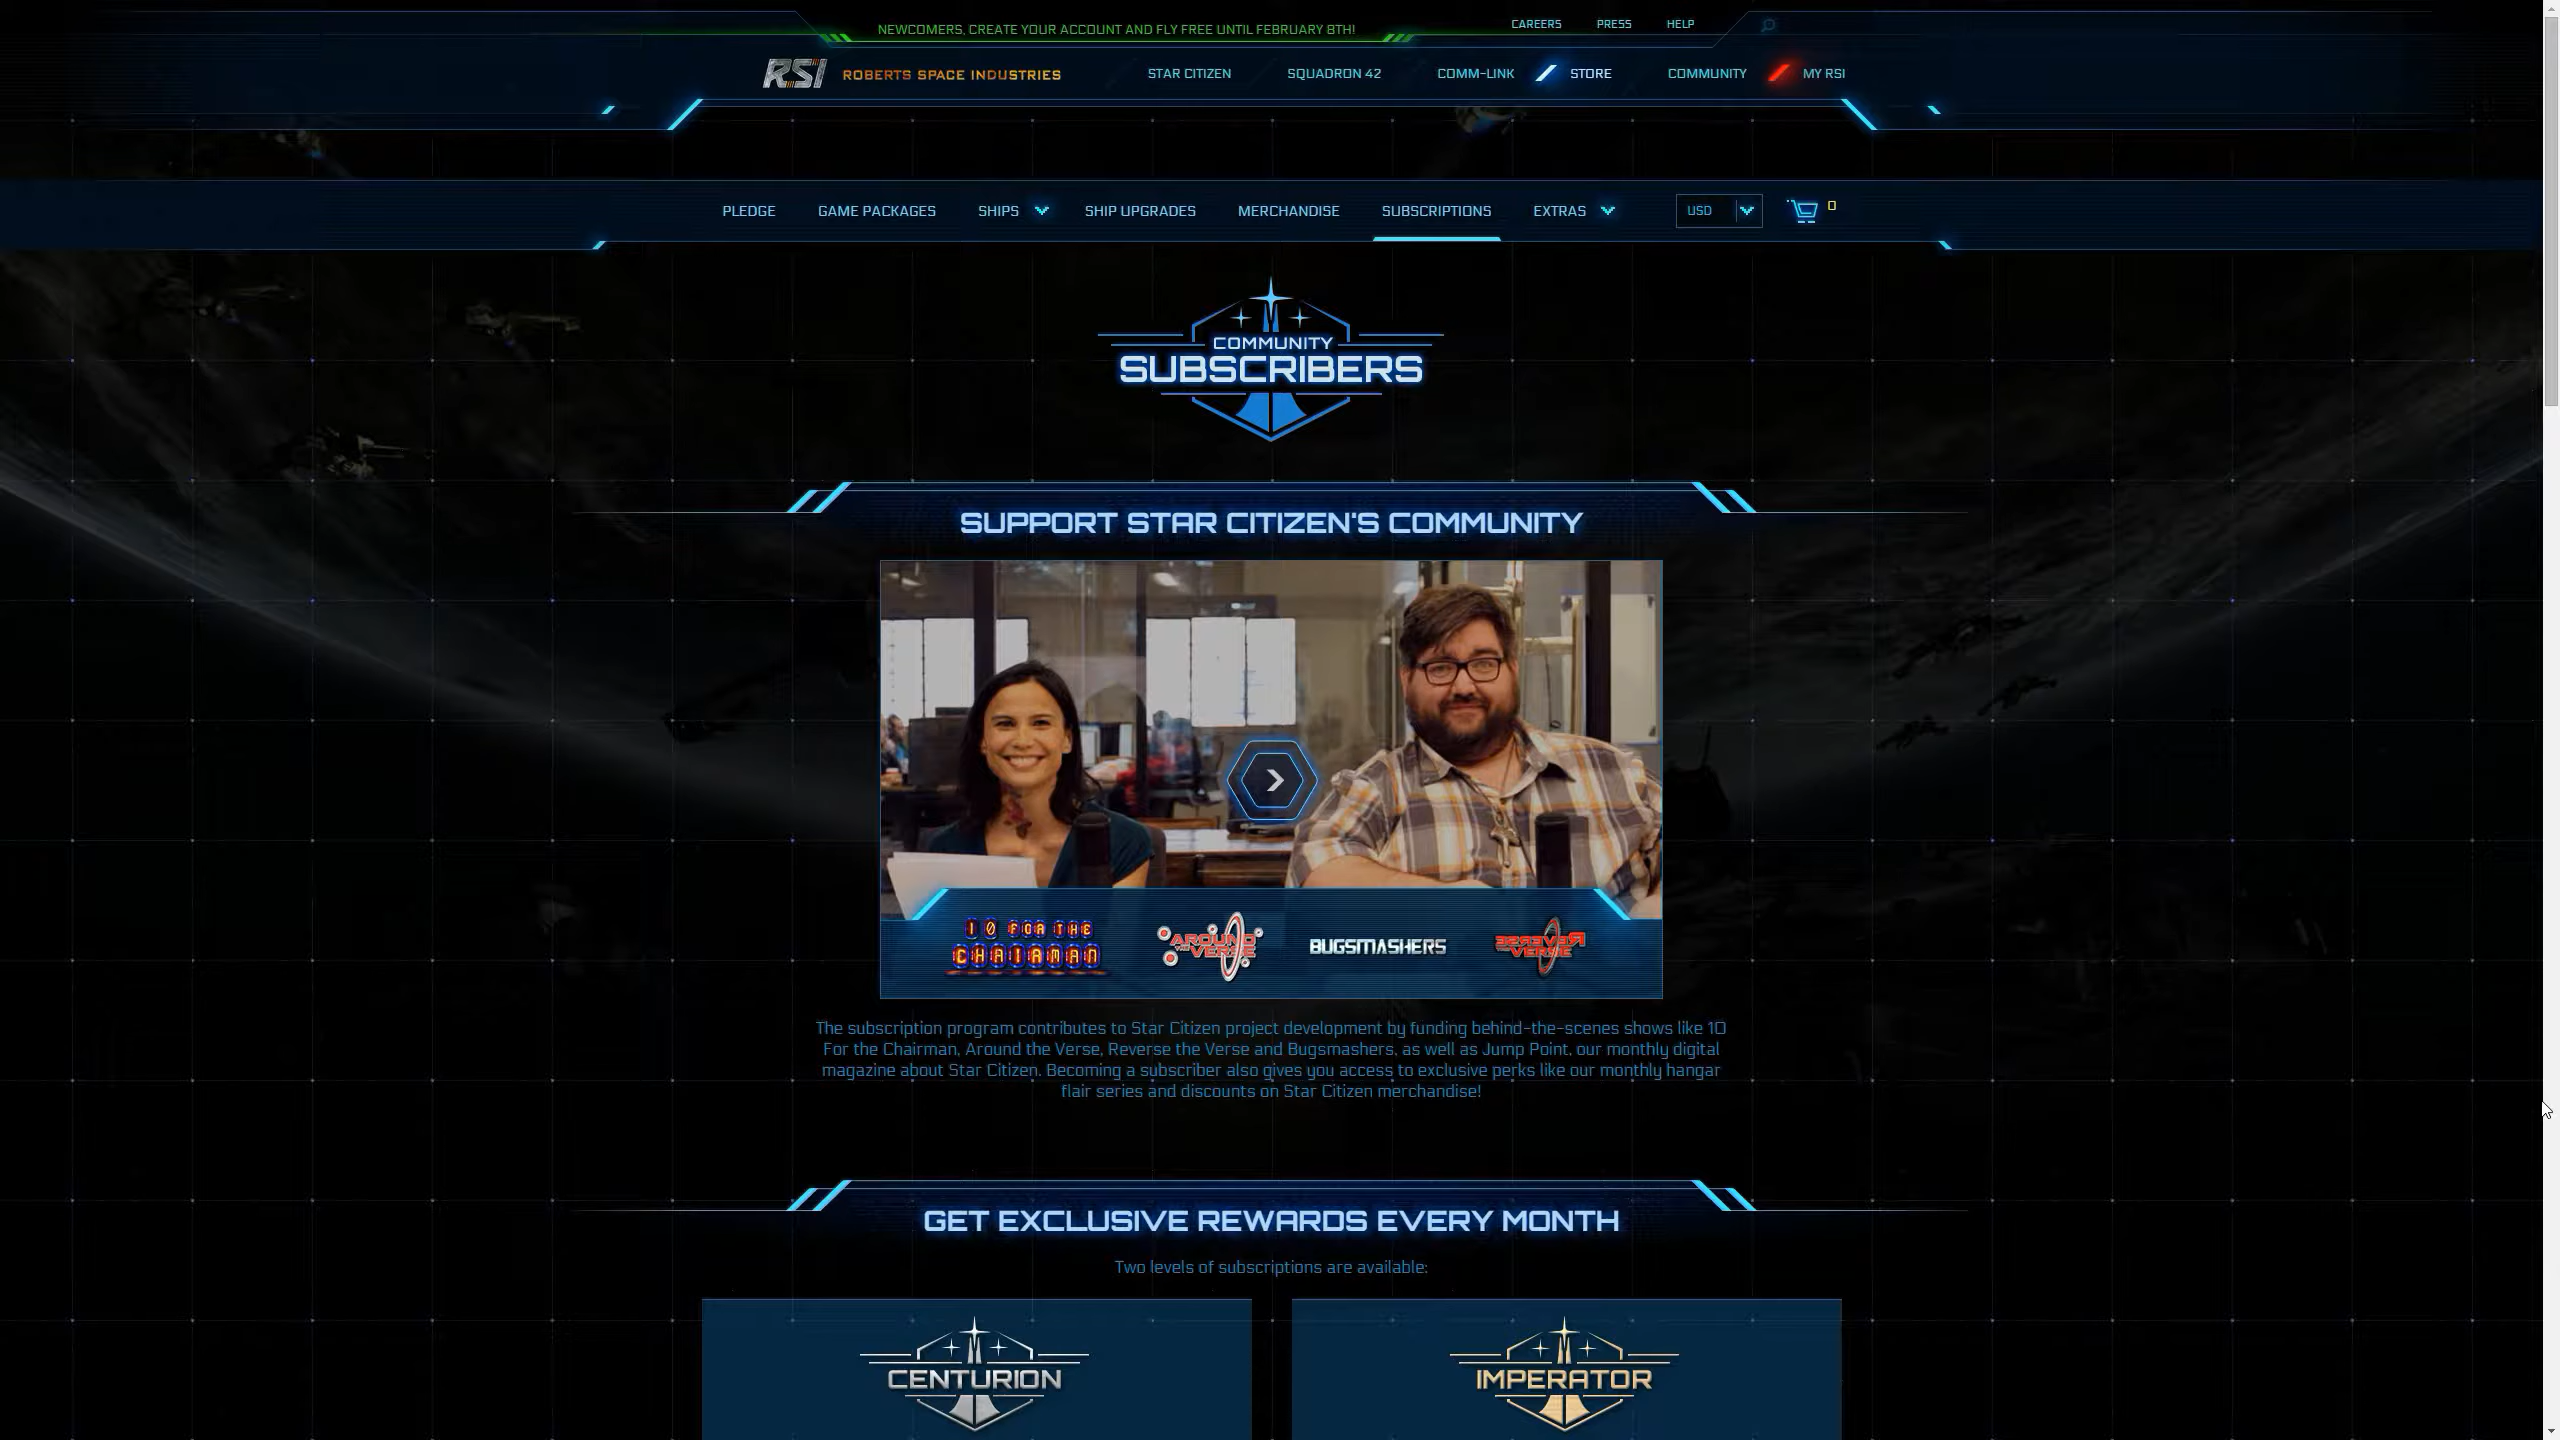 NEWCOMERS, CREATE YOUR ACCOUNT AND FLY FREE UNTIL FEBRUARY 8TH!
CAREERS PRESS HELP
RSI ROBERTS SPACE INDUSTRIES
STAR CITIZEN SQUADRON 42 COMM-LINK STORE COMMUNITY MY RSI
PLEDGE GAME PACKAGES SHIPS SHIP UPGRADES MERCHANDISE SUBSCRIPTIONS EXTRAS USD 0
COMMUNITY
SUBSCRIBERS
SUPPORT STAR CITIZEN'S COMMUNITY
10 FOR THE
CHAIRMAN
AROUND
THE VERSE
BUGSMASHERS
REVERSE
THE VERSE
The subscription program contributes to Star Citizen project development by funding behind-the-scenes shows like 10
For the Chairman, Around the Verse, Reverse the Verse and Bugsmashers, as well as Jump Point, our monthly digital
magazine about Star Citizen. Becoming a subscriber also gives you access to exclusive perks like our monthly hangar
flair series and discounts on Star Citizen merchandise!
GET EXCLUSIVE REWARDS EVERY MONTH
Two levels of subscriptions are available:
CENTURION
IMPERATOR